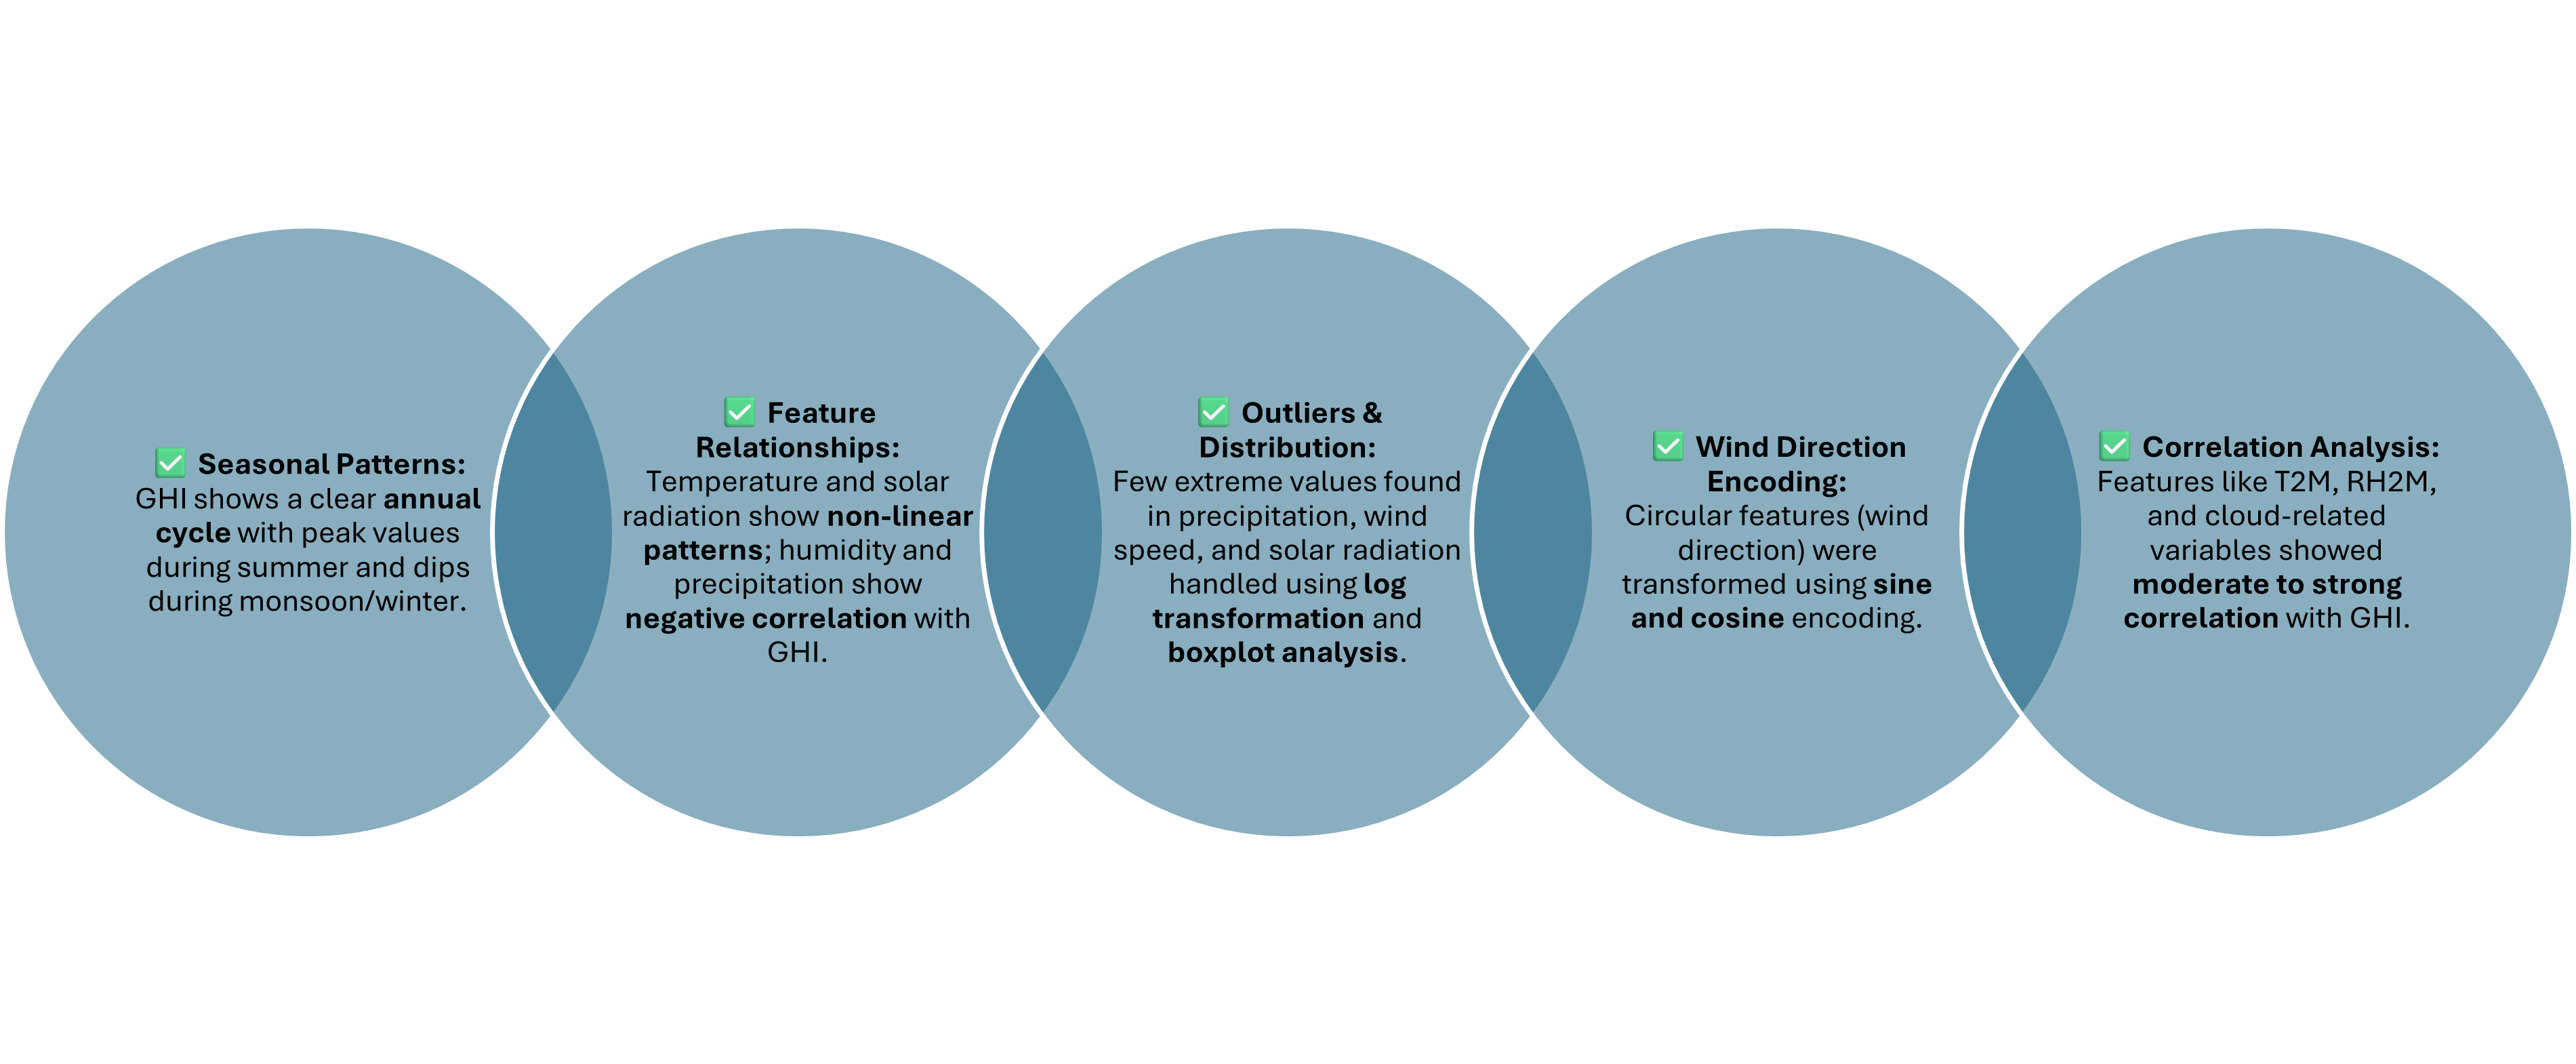 ✅ Seasonal Patterns:
GHI shows a clear annual
cycle with peak values
during summer and dips
during monsoon/winter.
✅ Feature
Relationships:
Temperature and solar
radiation show non-linear
patterns; humidity and
precipitation show
negative correlation with
GHI.
✅ Outliers &
Distribution:
Few extreme values found
in precipitation, wind
speed, and solar radiation
handled using log
transformation and
boxplot analysis.
✅ Wind Direction
Encoding:
Circular features (wind
direction) were
transformed using sine
and cosine encoding.
✅ Correlation Analysis:
Features like T2M, RH2M,
and cloud-related
variables showed
moderate to strong
correlation with GHI.